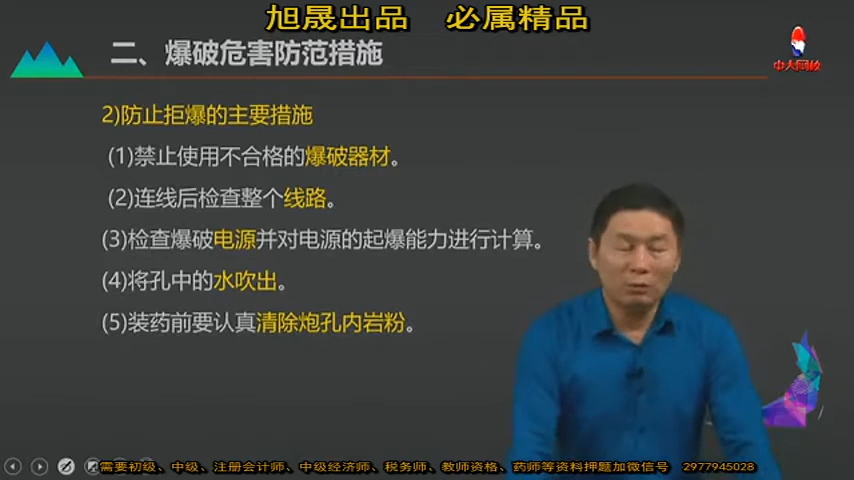 旭晟出品 必属精品
二、爆破危害防范措施
中大网校
2)防止拒爆的主要措施
(1)禁止使用不合格的爆破器材。
(2)连线后检查整个线路。
(3)检查爆破电源并对电源的起爆能力进行计算。
(4)将孔中的水吹出。
(5)装药前要认真清除炮孔内岩粉。
需要初级、中级、注册会计师、中级经济师、税务师、教师资格、药师等资料押题加微信号 2977945028